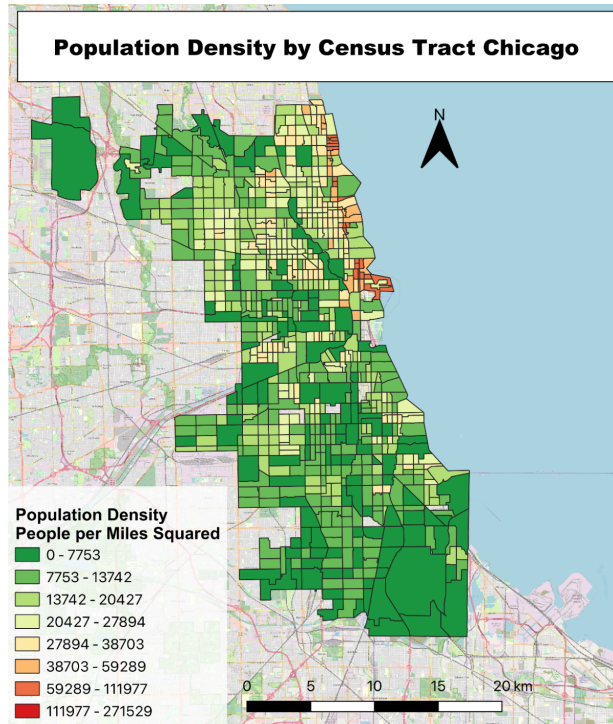 Population Density by Census Tract Chicago
N
Population Density
People per Miles Squared
0 - 7753
7753 - 13742
13742 - 20427
20427 - 27894
27894 - 38703
38703 - 59289
59289 - 111977
111977 - 271529
0 5 10 15 20 km